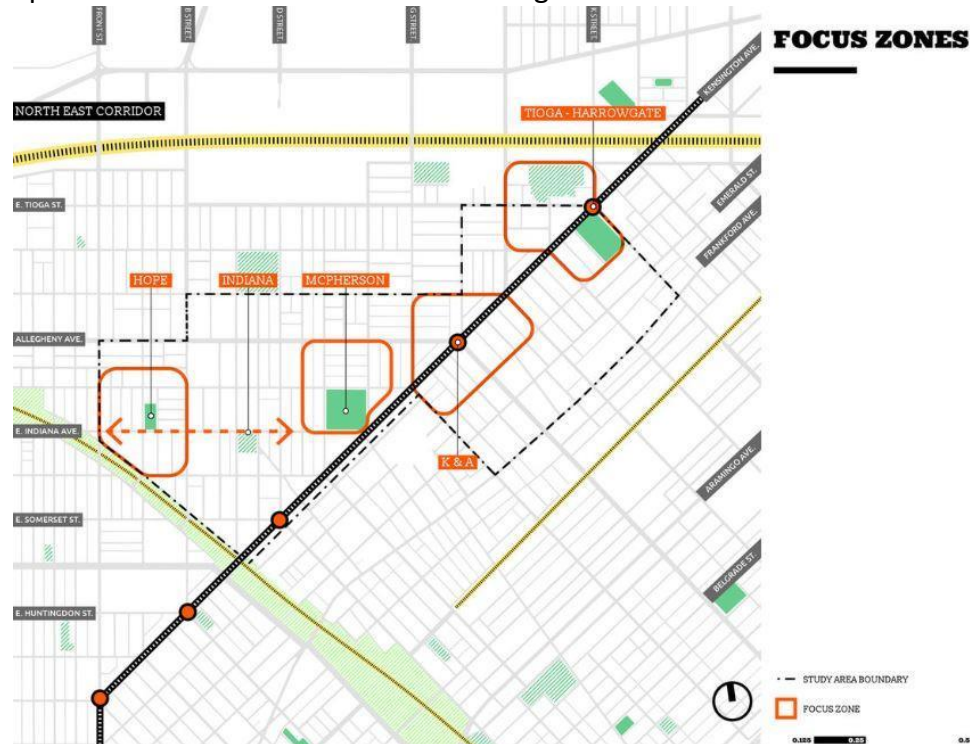 FRONT ST.
B STREET.
D STREET.
G STREET.
K STREET.
FOCUS ZONES
KENSINGTON AVE.
NORTH EAST CORRIDOR
TIOGA - HARROWGATE
EMERALD ST.
E. TIOGA ST.
FRANKFORD AVE.
HOPE
INDIANA
MCPHERSON
ALLEGHENY AVE.
E. INDIANA AVE.
K & A
ARAMINGO AVE.
E. SOMERSET ST.
BELGRADE ST.
E. HUNTINGDON ST.
STUDY AREA BOUNDARY
FOCUS ZONE
0.125 0.25 0.5